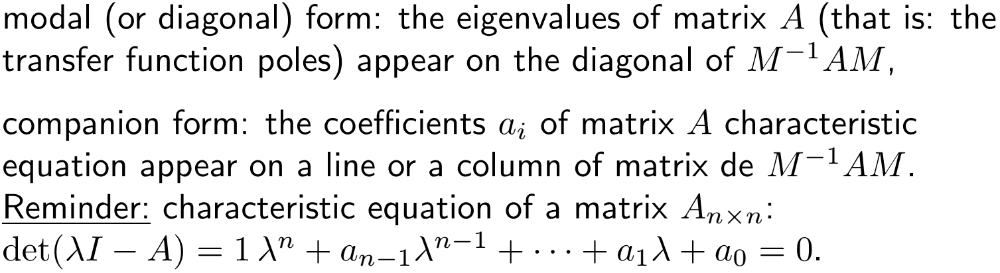 modal (or diagonal) form: the eigenvalues of matrix $A$ (that is: the
transfer function poles) appear on the diagonal of $M^{-1}AM$,
companion form: the coefficients $a_i$ of matrix $A$ characteristic
equation appear on a line or a column of matrix de $M^{-1}AM$.
Reminder: characteristic equation of a matrix $A_{n\times n}$:
$\det(\lambda I - A) = 1\,\lambda^n + a_{n-1}\lambda^{n-1} + \cdots + a_1\lambda + a_0 = 0$.